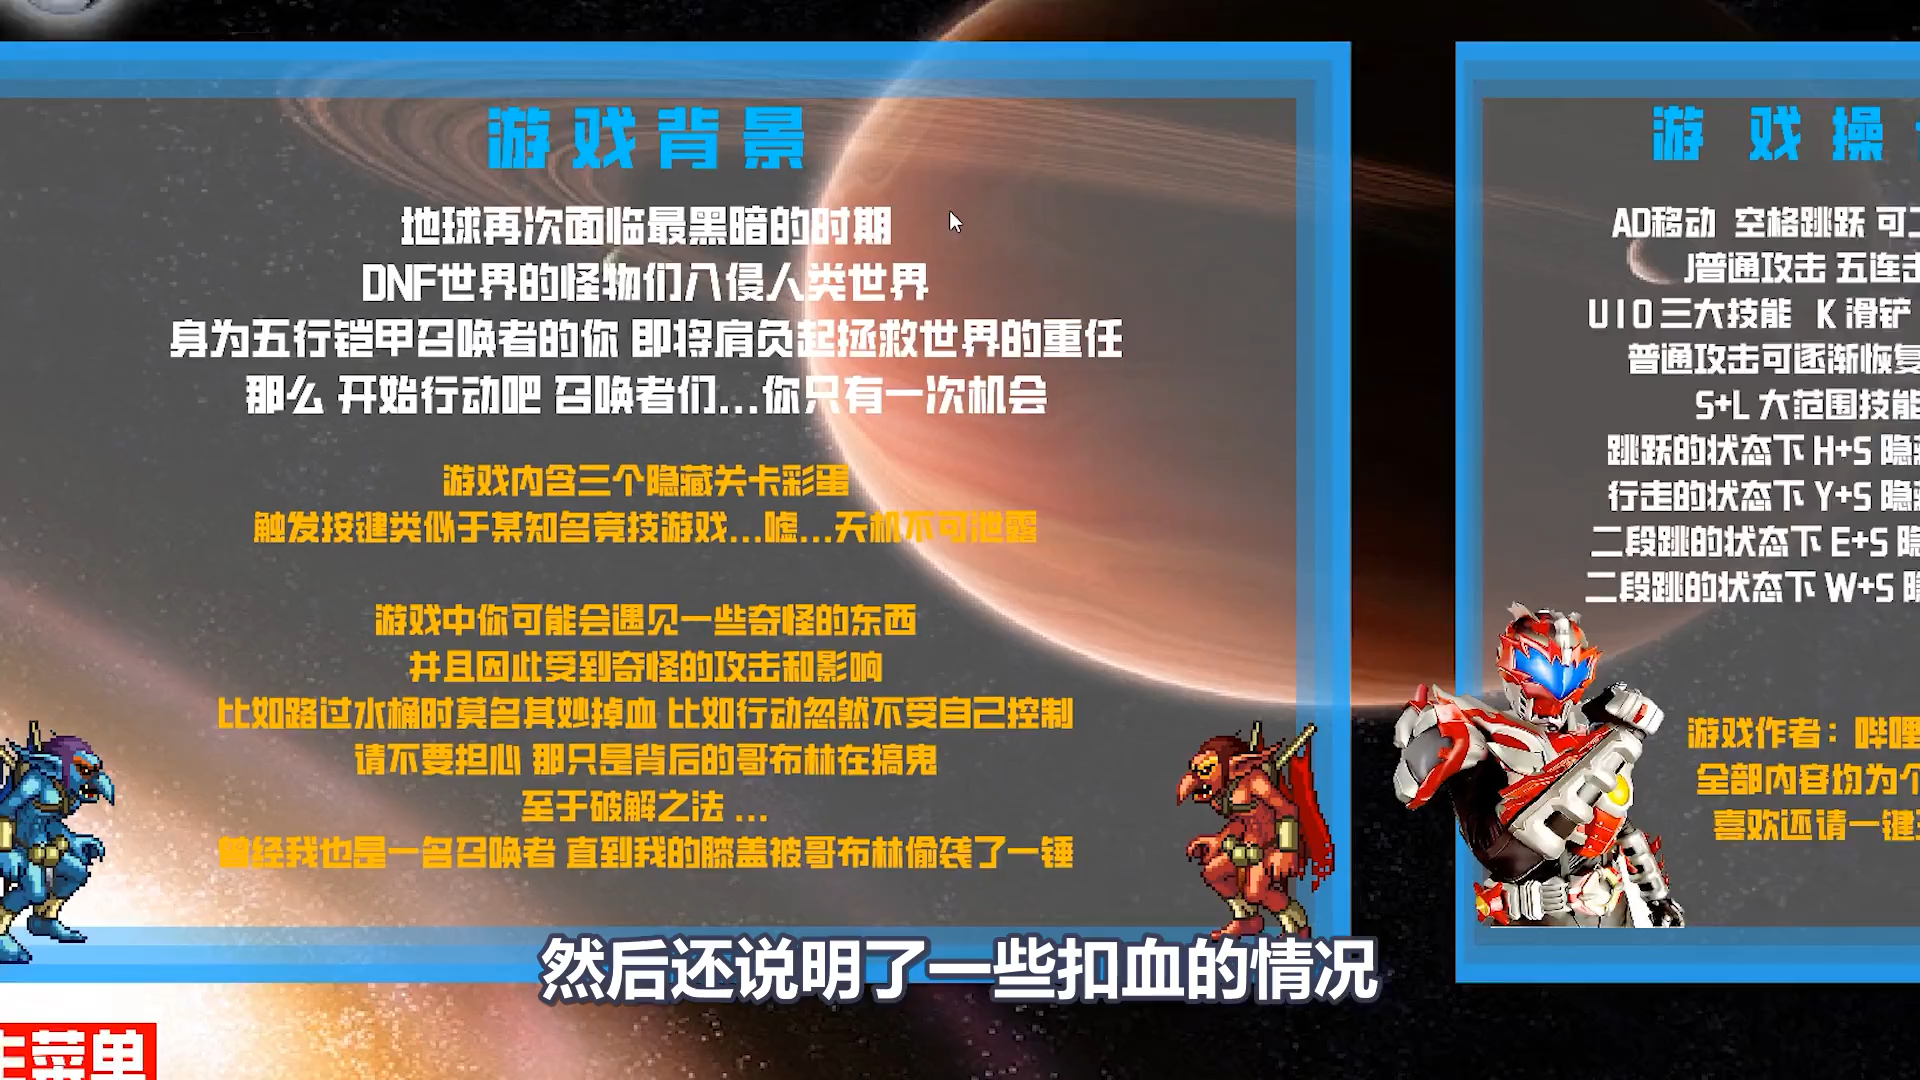 游戏背景
地球再次面临最黑暗的时期
DNF世界的怪物们入侵人类世界
身为五行铠甲召唤者的你 即将肩负起拯救世界的重任
那么 开始行动吧 召唤者们...你只有一次机会
游戏内含三个隐藏关卡彩蛋
触发按键类似于某知名竞技游戏...嘘...天机不可泄露
游戏中你可能会遇见一些奇怪的东西
并且因此受到奇怪的攻击和影响
比如路过水桶时莫名其妙掉血 比如行动忽然不受自己控制
请不要担心 那只是背后的哥布林在搞鬼
至于破解之法 ...
曾经我也是一名召唤者 直到我的膝盖被哥布林偷袭了一锤
游 戏 操
AD移动 空格跳跃 可
J普通攻击 五连击
UIO三大技能 K 滑铲
普通攻击可逐渐恢复
S+L 大范围技能
跳跃的状态下 H+S 隐
行走的状态下 Y+S 隐
二段跳的状态下 E+S 隐
二段跳的状态下 W+S 隐
游戏作者：哔哩
全部内容均为个
喜欢还请一键
然后还说明了一些扣血的情况
主菜单